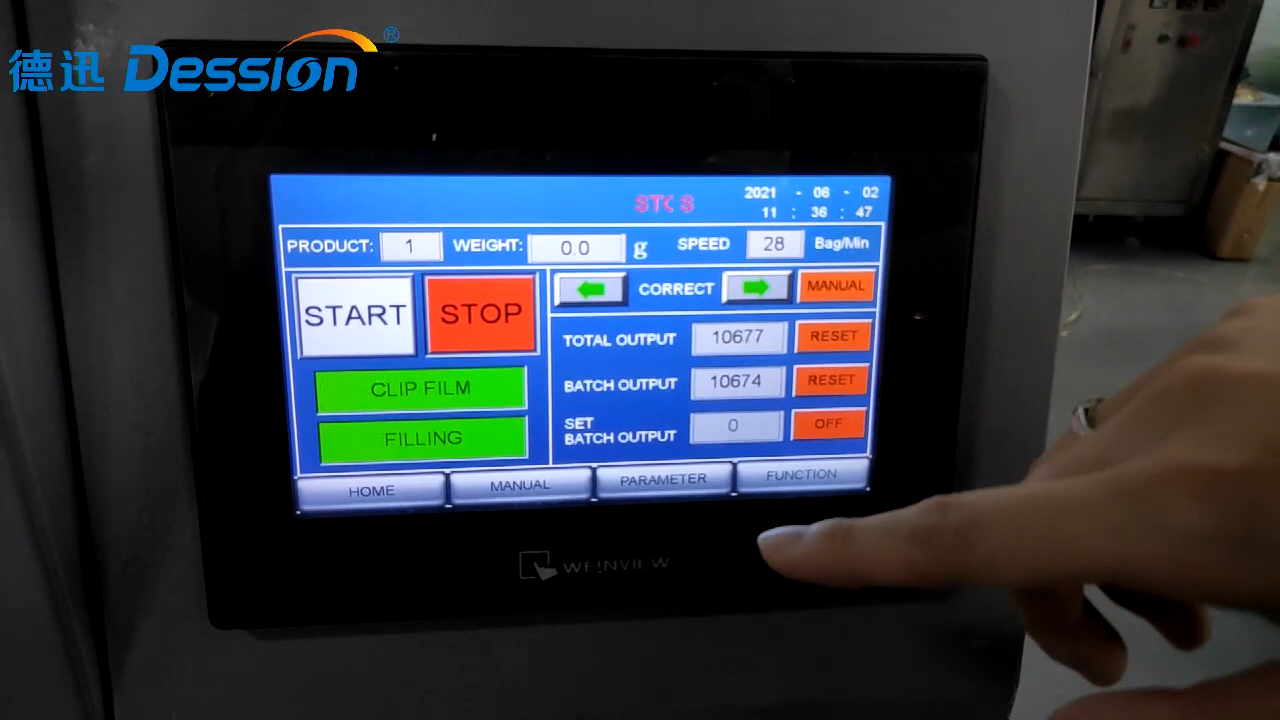 德迅 Dession®
2021 - 06 - 02
11 : 36 : 47
PRODUCT: 1 WEIGHT: 0.0 g SPEED 28 Bag/Min
START STOP
CORRECT MANUAL
TOTAL OUTPUT 10677 RESET
CLIP FILM
BATCH OUTPUT 10674 RESET
FILLING
SET
BATCH OUTPUT 0 OFF
HOME MANUAL PARAMETER FUNCTION
WEINVIEW